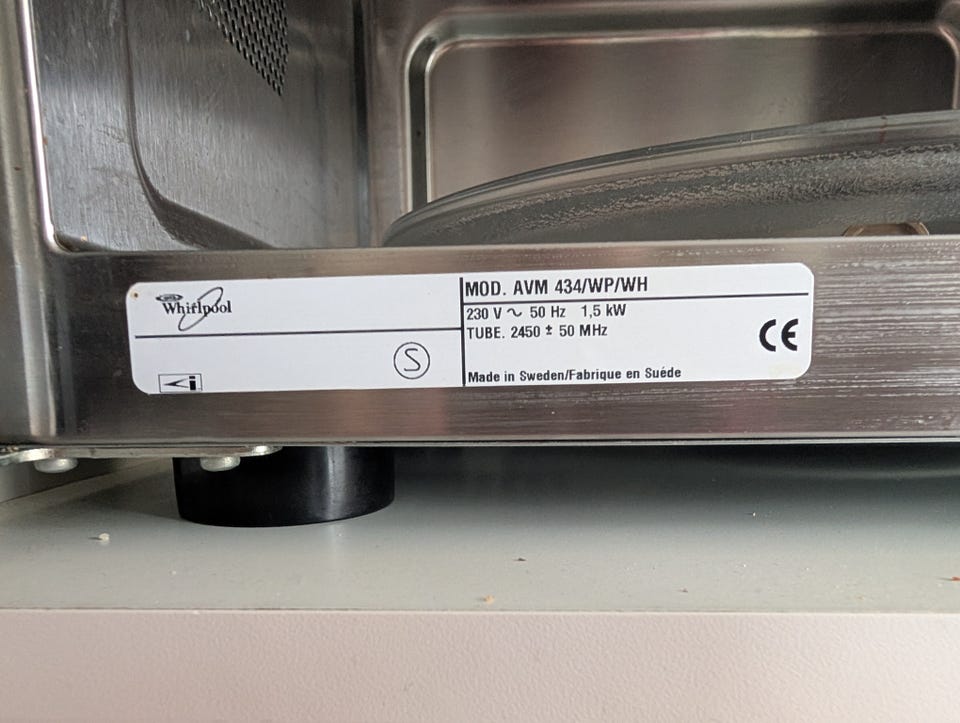 Whirlpool
S
MOD. AVM 434/WP/WH
230 V ~ 50 Hz 1,5 kW
TUBE. 2450 ± 50 MHz
CE
Made in Sweden/Fabrique en Suéde